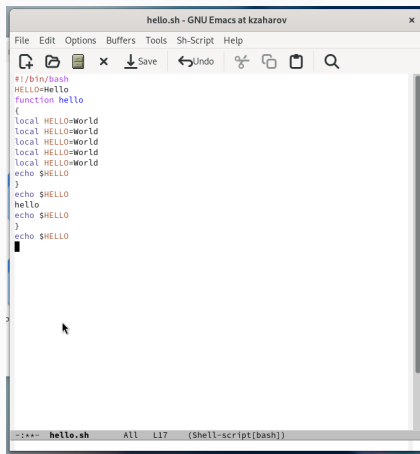 hello.sh - GNU Emacs at kzaharov
File Edit Options Buffers Tools Sh-Script Help
Save Undo
#!/bin/bash
HELLO=Hello
function hello
{
local HELLO=World
local HELLO=World
local HELLO=World
local HELLO=World
local HELLO=World
echo $HELLO
}
echo $HELLO
hello
echo $HELLO
}
echo $HELLO
-:**- hello.sh All L17 (Shell-script[bash])